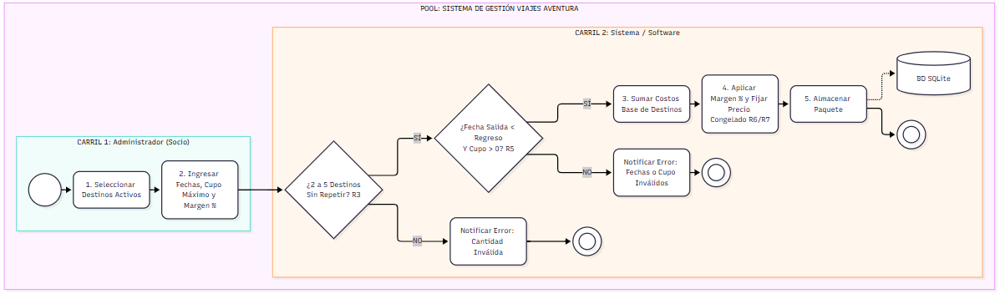 POOL: SISTEMA DE GESTIÓN VIAJES AVENTURA
CARRIL 1: Administrador (Socio)
1. Seleccionar
Destinos Activos
2. Ingresar
Fechas, Cupo
Máximo y
Margen %
CARRIL 2: Sistema / Software
¿2 a 5 Destinos
Sin Repetir? R3
SÍ
NO
¿Fecha Salida <
Regreso
Y Cupo > 0? R5
SÍ
NO
3. Sumar Costos
Base de Destinos
4. Aplicar
Margen % y Fijar
Precio
Congelado R6/R7
5. Almacenar
Paquete
BD SQLite
Notificar Error:
Fechas o Cupo
Inválidos
Notificar Error:
Cantidad
Inválida